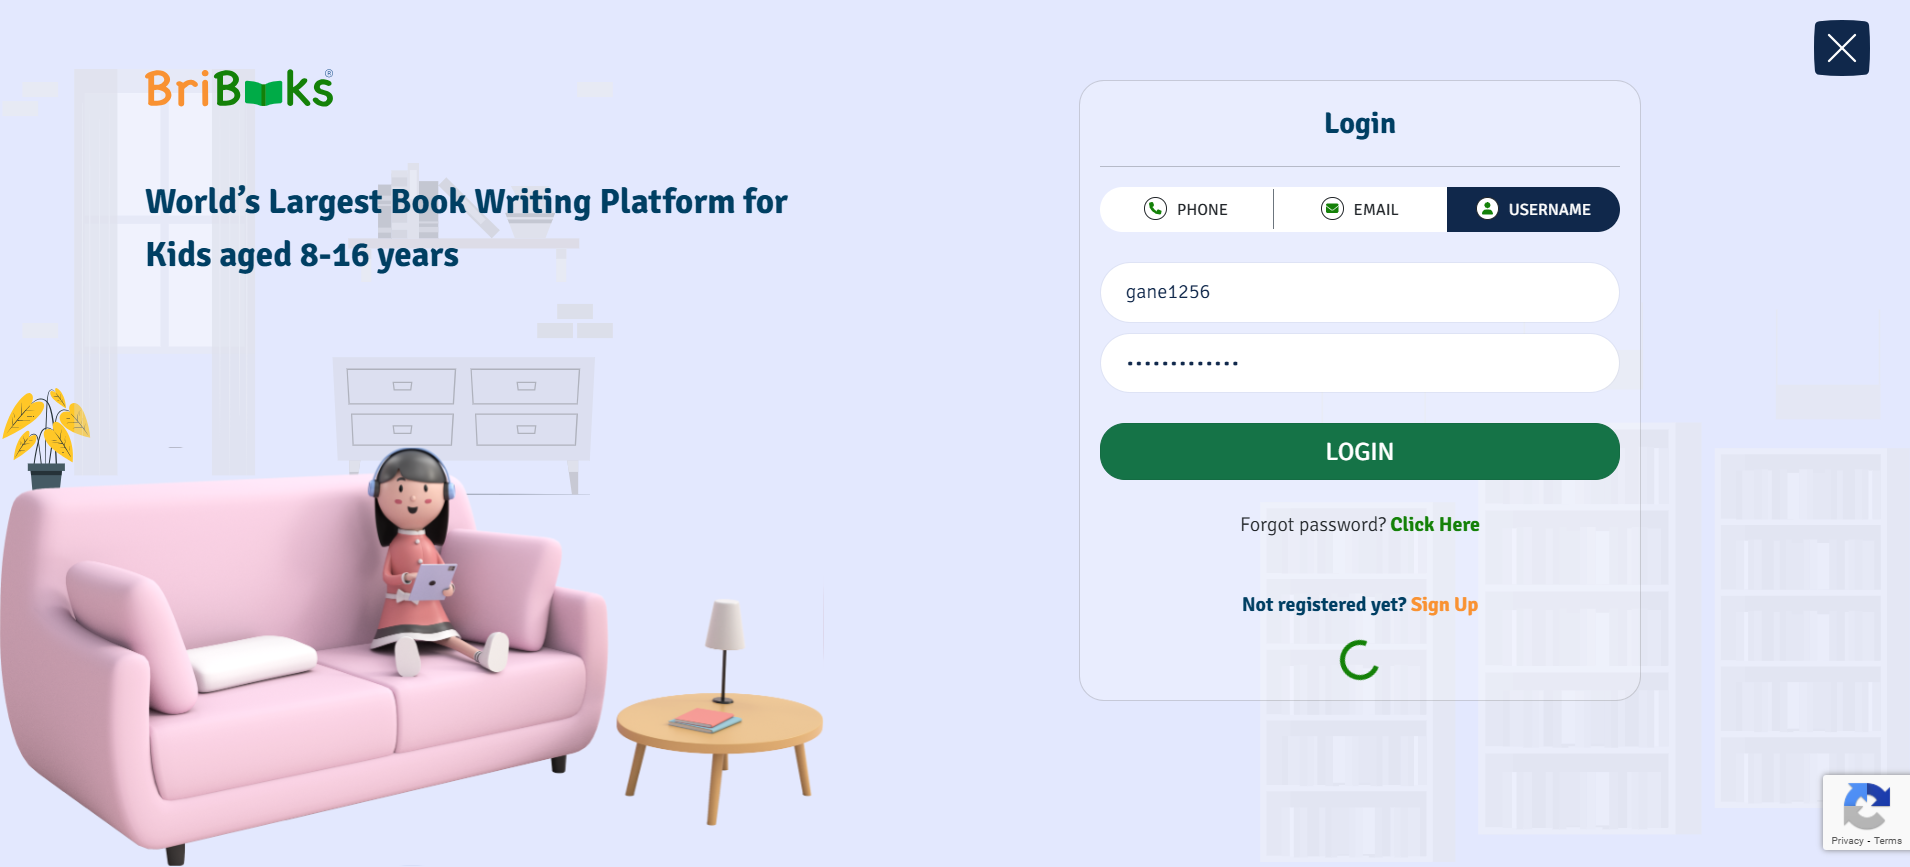 BriBooks®
World’s Largest Book Writing Platform for
Kids aged 8-16 years
Login
PHONE
EMAIL
USERNAME
gane1256
•••••••••••••
LOGIN
Forgot password? Click Here
Not registered yet? Sign Up
Privacy - Terms